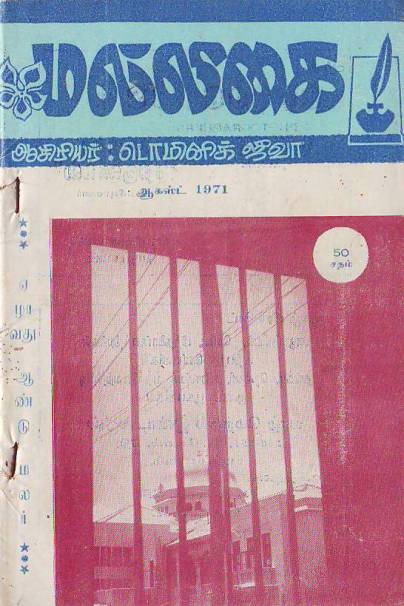 மல்லிகை
ஆசிரியர் : டொமினிக் ஜீவா
ஆகஸ்ட் 1971
50
சதம்
ஏழாவது ஆண்டு மலர்